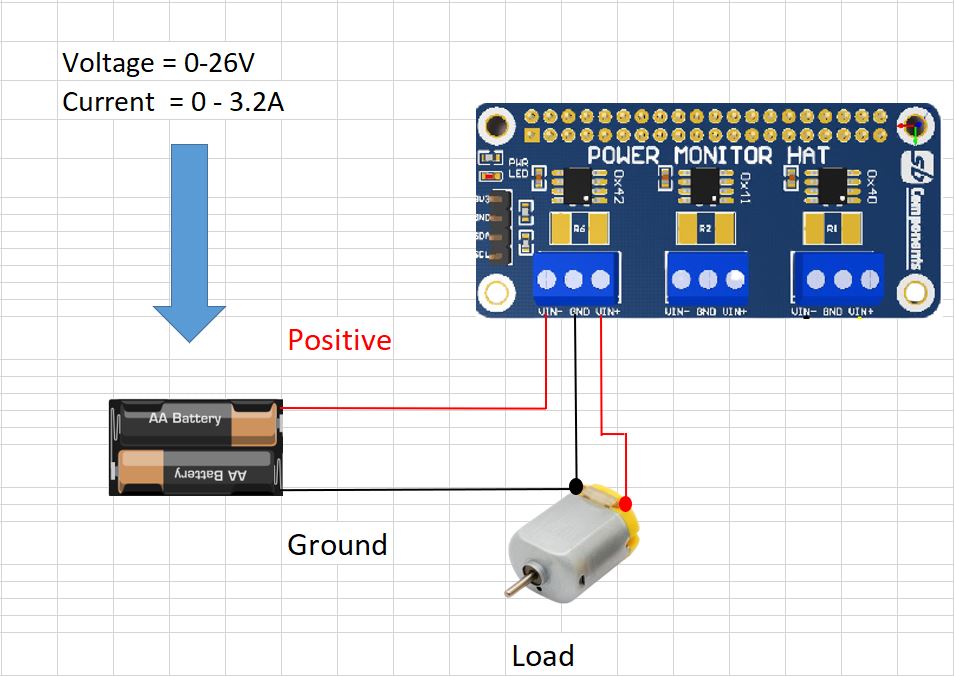 Voltage = 0-26V
Current = 0 - 3.2A
POWER MONITOR HAT
PWR
LED
0x42
0x11
0x40
3V3
GND
SDA
SCL
R6
R2
R1
SB
Components
VIN- GND VIN+
VIN- GND VIN+
VIN- GND VIN+
Positive
AA Battery
AA Battery
Ground
Load